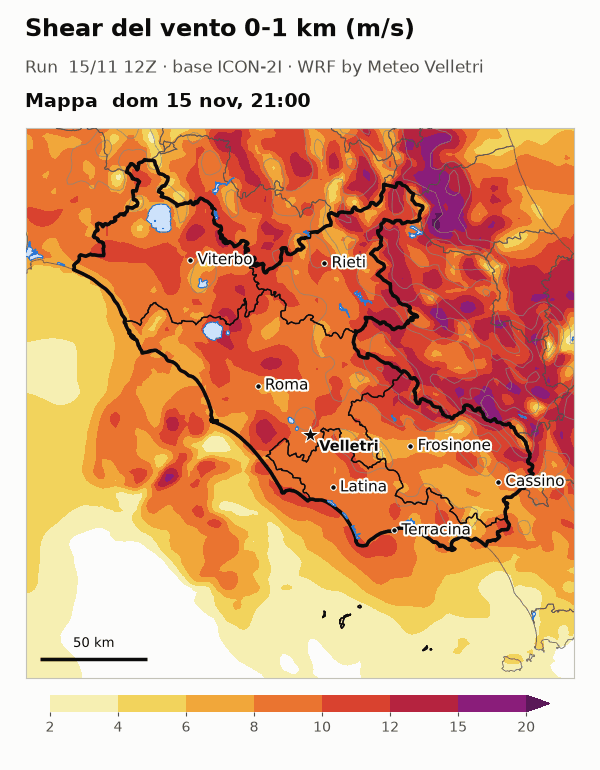 Shear del vento 0-1 km (m/s)
Run 15/11 12Z · base ICON-2I · WRF by Meteo Velletri
Mappa dom 15 nov, 21:00
Viterbo
Rieti
Roma
Velletri
Frosinone
Cassino
Latina
Terracina
50 km
2 4 6 8 10 12 15 20